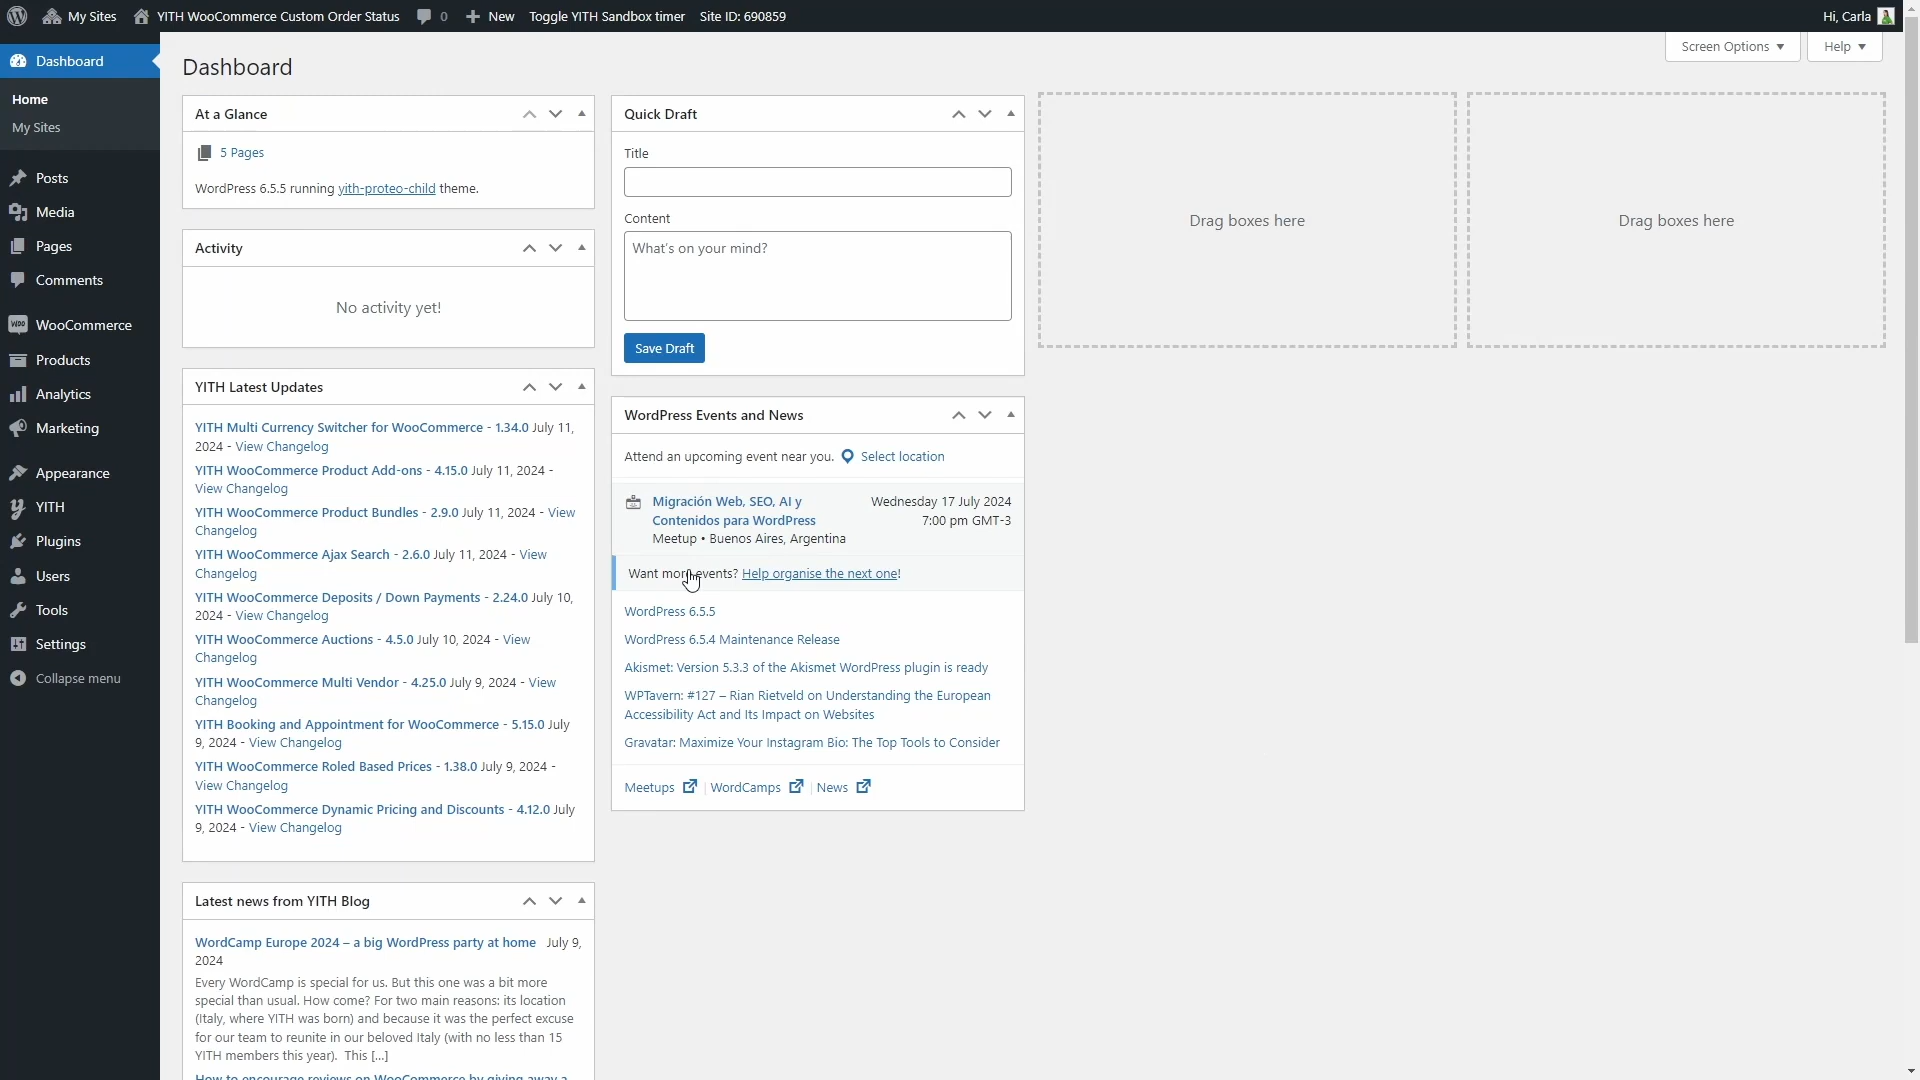 My Sites
YITH WooCommerce Custom Order Status
0
New
Toggle YITH Sandbox timer
Site ID: 690859
Hi, Carla
Dashboard
Home
My Sites
Posts
Media
Pages
Comments
WooCommerce
Products
Analytics
Marketing
Appearance
YITH
Plugins
Users
Tools
Settings
Collapse menu
Screen Options
Help
Dashboard
At a Glance
5 Pages
WordPress 6.5.5 running yith-proteo-child theme.
Activity
No activity yet!
YITH Latest Updates
YITH Multi Currency Switcher for WooCommerce - 1.34.0 July 11,
2024 - View Changelog
YITH WooCommerce Product Add-ons - 4.15.0 July 11, 2024 -
View Changelog
YITH WooCommerce Product Bundles - 2.9.0 July 11, 2024 - View
Changelog
YITH WooCommerce Ajax Search - 2.6.0 July 11, 2024 - View
Changelog
YITH WooCommerce Deposits / Down Payments - 2.24.0 July 10,
2024 - View Changelog
YITH WooCommerce Auctions - 4.5.0 July 10, 2024 - View
Changelog
YITH WooCommerce Multi Vendor - 4.25.0 July 9, 2024 - View
Changelog
YITH Booking and Appointment for WooCommerce - 5.15.0 July
9, 2024 - View Changelog
YITH WooCommerce Roled Based Prices - 1.38.0 July 9, 2024 -
View Changelog
YITH WooCommerce Dynamic Pricing and Discounts - 4.12.0 July
9, 2024 - View Changelog
Latest news from YITH Blog
WordCamp Europe 2024 – a big WordPress party at home July 9,
2024
Every WordCamp is special for us. But this one was a bit more
special than usual. How come? For two main reasons: its location
(Italy, where YITH was born) and because it was the perfect excuse
for our team to reunite in our beloved Italy (with no less than 15
YITH members this year). This [...]
How to encourage reviews on WooCommerce by giving away a
Quick Draft
Title
Content
What's on your mind?
Save Draft
WordPress Events and News
Attend an upcoming event near you. Select location
Migración Web, SEO, AI y
Contenidos para WordPress
Meetup • Buenos Aires, Argentina
Wednesday 17 July 2024
7:00 pm GMT-3
Want more events? Help organise the next one!
WordPress 6.5.5
WordPress 6.5.4 Maintenance Release
Akismet: Version 5.3.3 of the Akismet WordPress plugin is ready
WPTavern: #127 – Rian Rietveld on Understanding the European
Accessibility Act and Its Impact on Websites
Gravatar: Maximize Your Instagram Bio: The Top Tools to Consider
Meetups | WordCamps | News
Drag boxes here
Drag boxes here